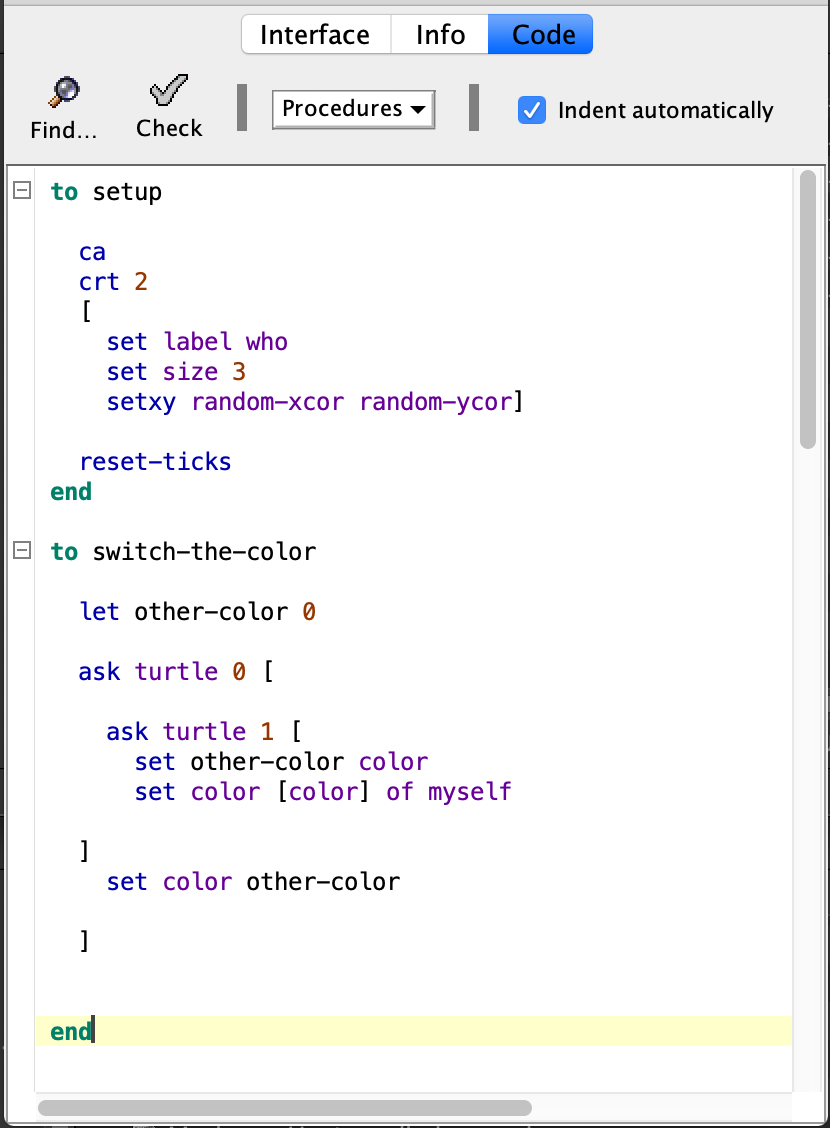 Interface Info Code
Find... Check Procedures Indent automatically
to setup
ca
crt 2
[
set label who
set size 3
setxy random-xcor random-ycor]
reset-ticks
end
to switch-the-color
let other-color 0
ask turtle 0 [
ask turtle 1 [
set other-color color
set color [color] of myself
]
set color other-color
]
end